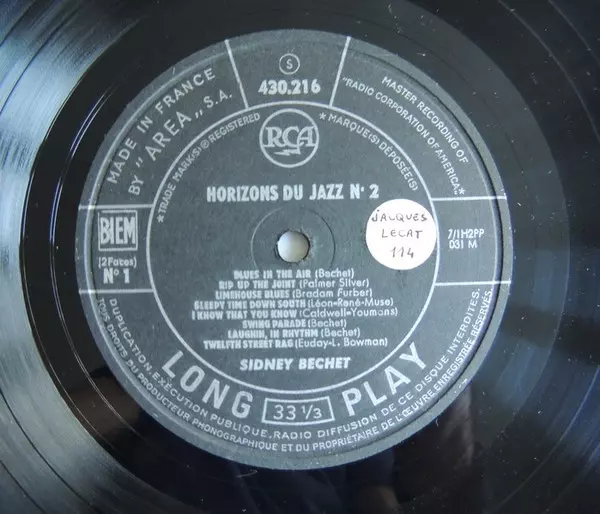 S
430.216
MADE IN FRANCE
BY "AREA" S.A.
MASTER RECORDING OF
"RADIO CORPORATION OF AMERICA"
*TRADE MARK(S) ® REGISTERED * MARQUE(S) DÉPOSÉE(S)*
RCA
HORIZONS DU JAZZ N° 2
BIEM
(2 Faces)
N° 1
JACQUES
LECAT
114
7/1H2PP
031 M
BLUES IN THE AIR (Bechet)
RIP UP THE JOINT (Palmer Silver)
LIMEHOUSE BLUES (Bradam Furber)
SLEEPY TIME DOWN SOUTH (Léon-René-Muse)
I KNOW THAT YOU KNOW (Caldwell-Youmans)
SWING PARADE (Bechet)
LAUGHIN, IN RHYTHM (Bechet)
TWELFTH STREET RAG (Euday-L. Bowman)
SIDNEY BECHET
LONG PLAY
33 1/3
DUPLICATION, EXÉCUTION PUBLIQUE, RADIO DIFFUSION DE CE DISQUE INTERDITES.
TOUS DROITS DU PRODUCTEUR PHONOGRAPHIQUE ET DU PROPRIÉTAIRE DE L'ŒUVRE ENREGISTRÉE RÉSERVÉS.